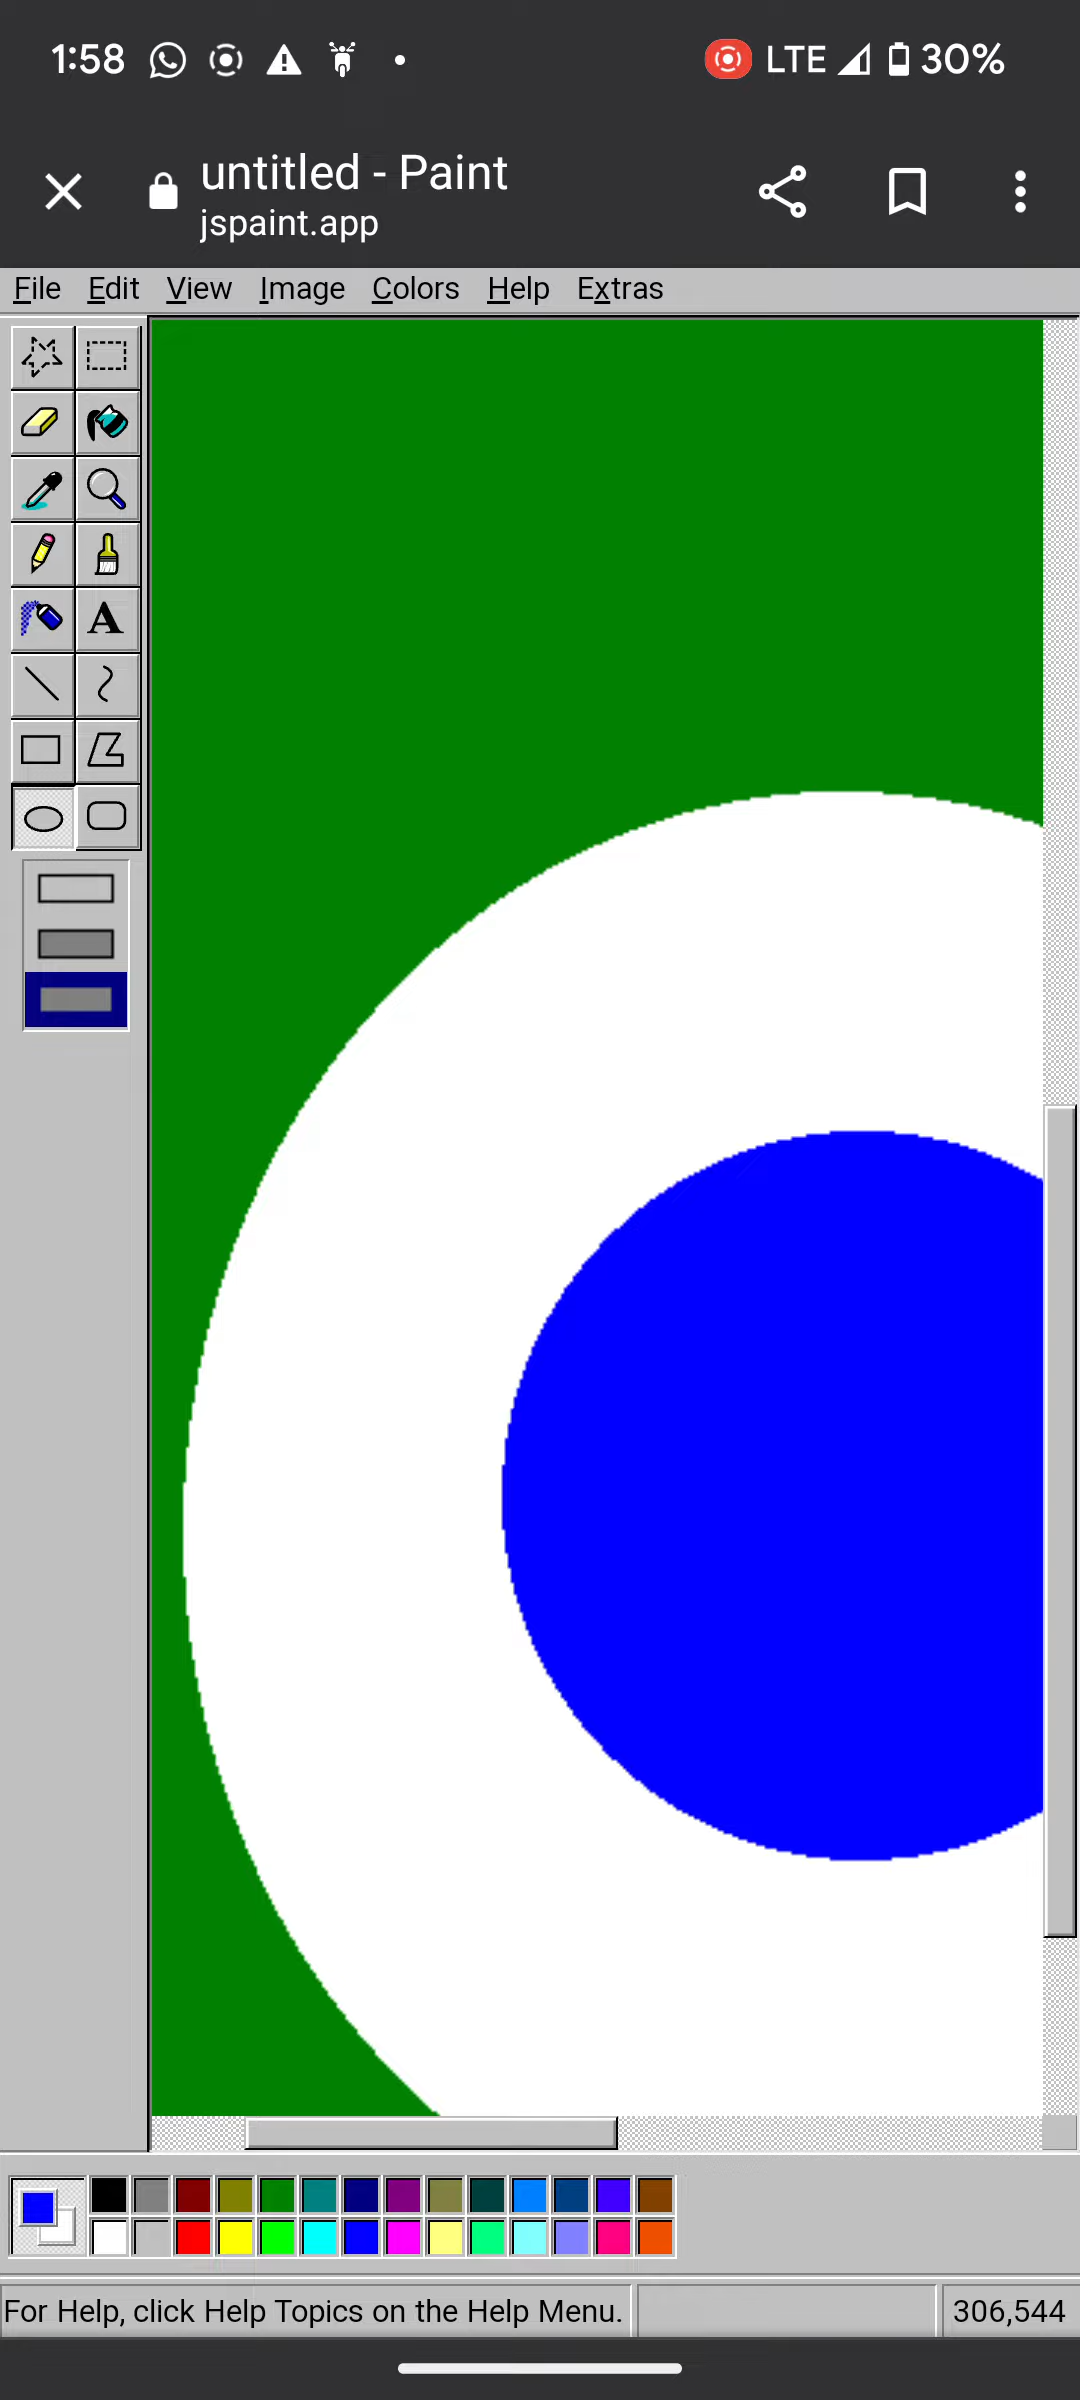 1:58 LTE 30%
untitled - Paint
jspaint.app
File Edit View Image Colors Help Extras
A
For Help, click Help Topics on the Help Menu. 306,544